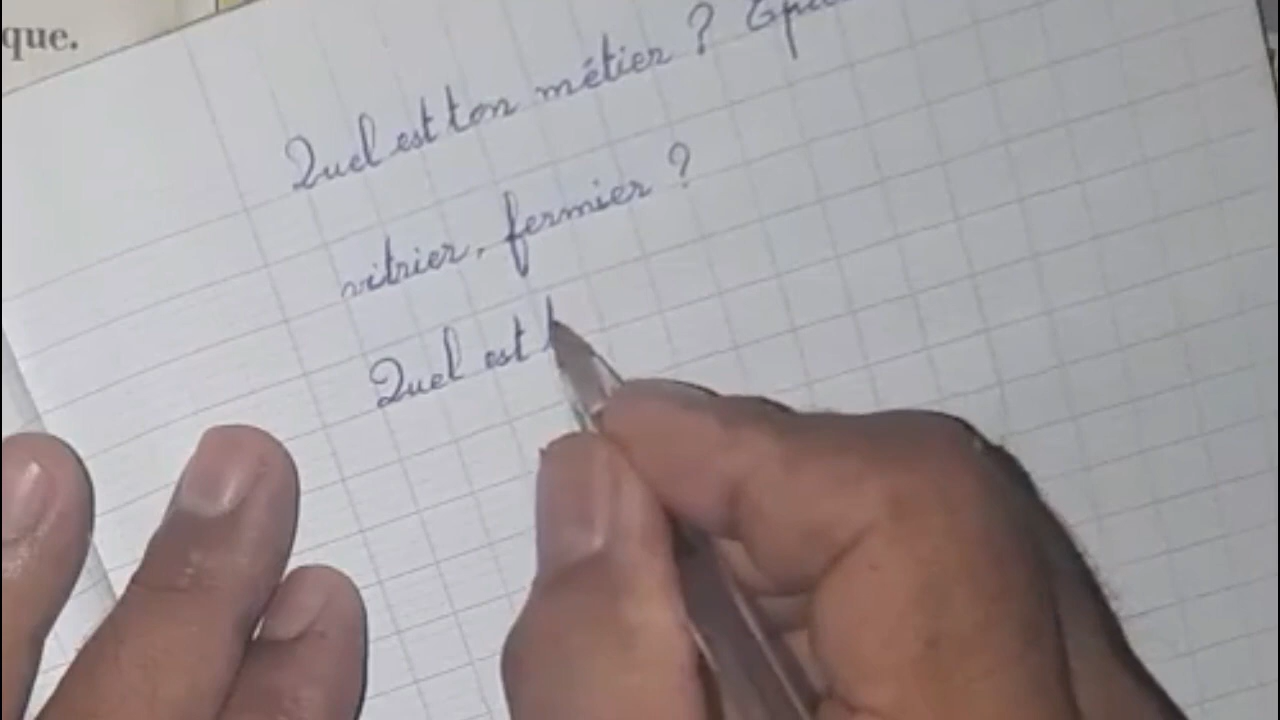 que.
Quel est ton métier ?
vitrier, fermier ?
Quel est